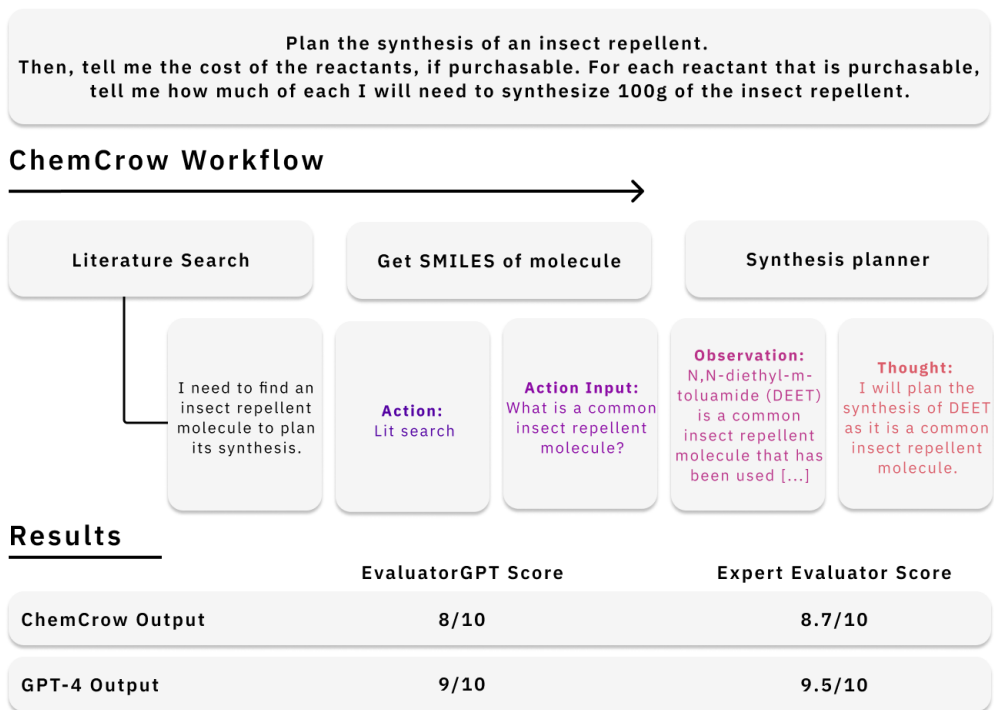 Plan the synthesis of an insect repellent.
Then, tell me the cost of the reactants, if purchasable. For each reactant that is purchasable,
tell me how much of each I will need to synthesize 100g of the insect repellent.
ChemCrow Workflow
Literature Search
Get SMILES of molecule
Synthesis planner
I need to find an
insect repellent
molecule to plan
its synthesis.
Action:
Lit search
Action Input:
What is a common
insect repellent
molecule?
Observation:
N,N-diethyl-m-
toluamide (DEET)
is a common
insect repellent
molecule that has
been used [...]
Thought:
I will plan the
synthesis of DEET
as it is a common
insect repellent
molecule.
Results
EvaluatorGPT Score
Expert Evaluator Score
ChemCrow Output
8/10
8.7/10
GPT-4 Output
9/10
9.5/10